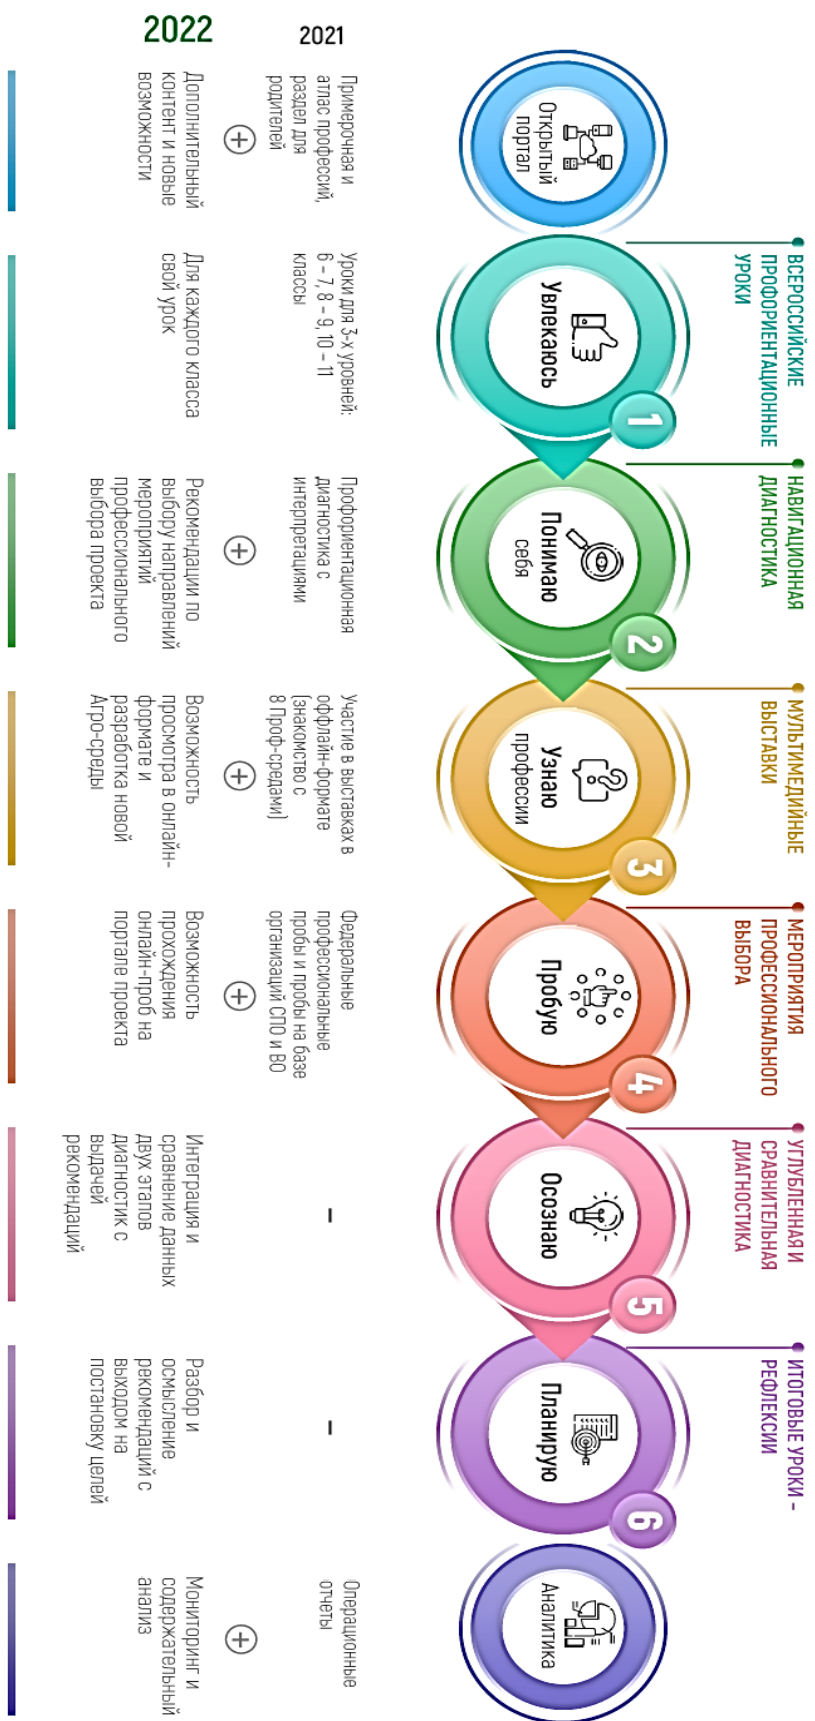 2022
2021
Открытый
портал
Примерочная и
атлас профессий,
раздел для
родителей
+
Дополнительный
контент и новые
возможности
ВСЕРОССИЙСКИЕ
ПРОФОРИЕНТАЦИОННЫЕ
УРОКИ
1
Увлекаюсь
Уроки для 3-х уровней:
6 – 7, 8 – 9, 10 – 11
классы
Для каждого класса
свой урок
НАВИГАЦИОННАЯ
ДИАГНОСТИКА
2
Понимаю
себя
Профориентационная
диагностика с
интерпретациями
+
Рекомендации по
выбору направлений
мероприятий
профессионального
выбора проекта
МУЛЬТИМЕДИЙНЫЕ
ВЫСТАВКИ
3
Узнаю
профессии
Участие в выставках в
оффлайн-формате
(знакомство с
8 Проф-средами)
+
Возможность
просмотра в онлайн-
формате и
разработка новой
Агро-среды
МЕРОПРИЯТИЯ
ПРОФЕССИОНАЛЬНОГО
ВЫБОРА
4
Пробую
Федеральные
профессиональные
пробы и пробы на базе
организаций СПО и ВО
+
Возможность
прохождения
онлайн-проб на
портале проекта
УГЛУБЛЕННАЯ И
СРАВНИТЕЛЬНАЯ
ДИАГНОСТИКА
5
Осознаю
–
Интеграция и
сравнение данных
двух этапов
диагностик с
выдачей
рекомендаций
ИТОГОВЫЕ УРОКИ –
РЕФЛЕКСИИ
6
Планирую
–
Разбор и
осмысление
рекомендаций с
выходом на
постановку целей
Аналитика
Операционные
отчеты
+
Мониторинг и
содержательный
анализ